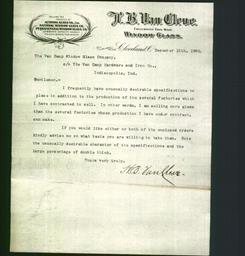 H. B. Van Cleve.
WINDOW GLASS.
Cleveland, O. December 15th, 1898.
The Van Camp Window Glass Company,
c/o The Van Camp Hardware and Iron Co.,
Indianapolis, Ind.
Gentlemen:-
I frequently have unusually desirable specifications to
place in addition to the production of the several factories which
I have contracted to sell. In other words, I am selling more glass
than the several factories whose production I have under contract,
can make.
If you would like either or both of the enclosed orders
kindly advise me on what basis you are willing to take them. Note
the unusually desirable character of the specifications and the
large percentage of double thick.
Yours very truly,
H. B. Van Cleve